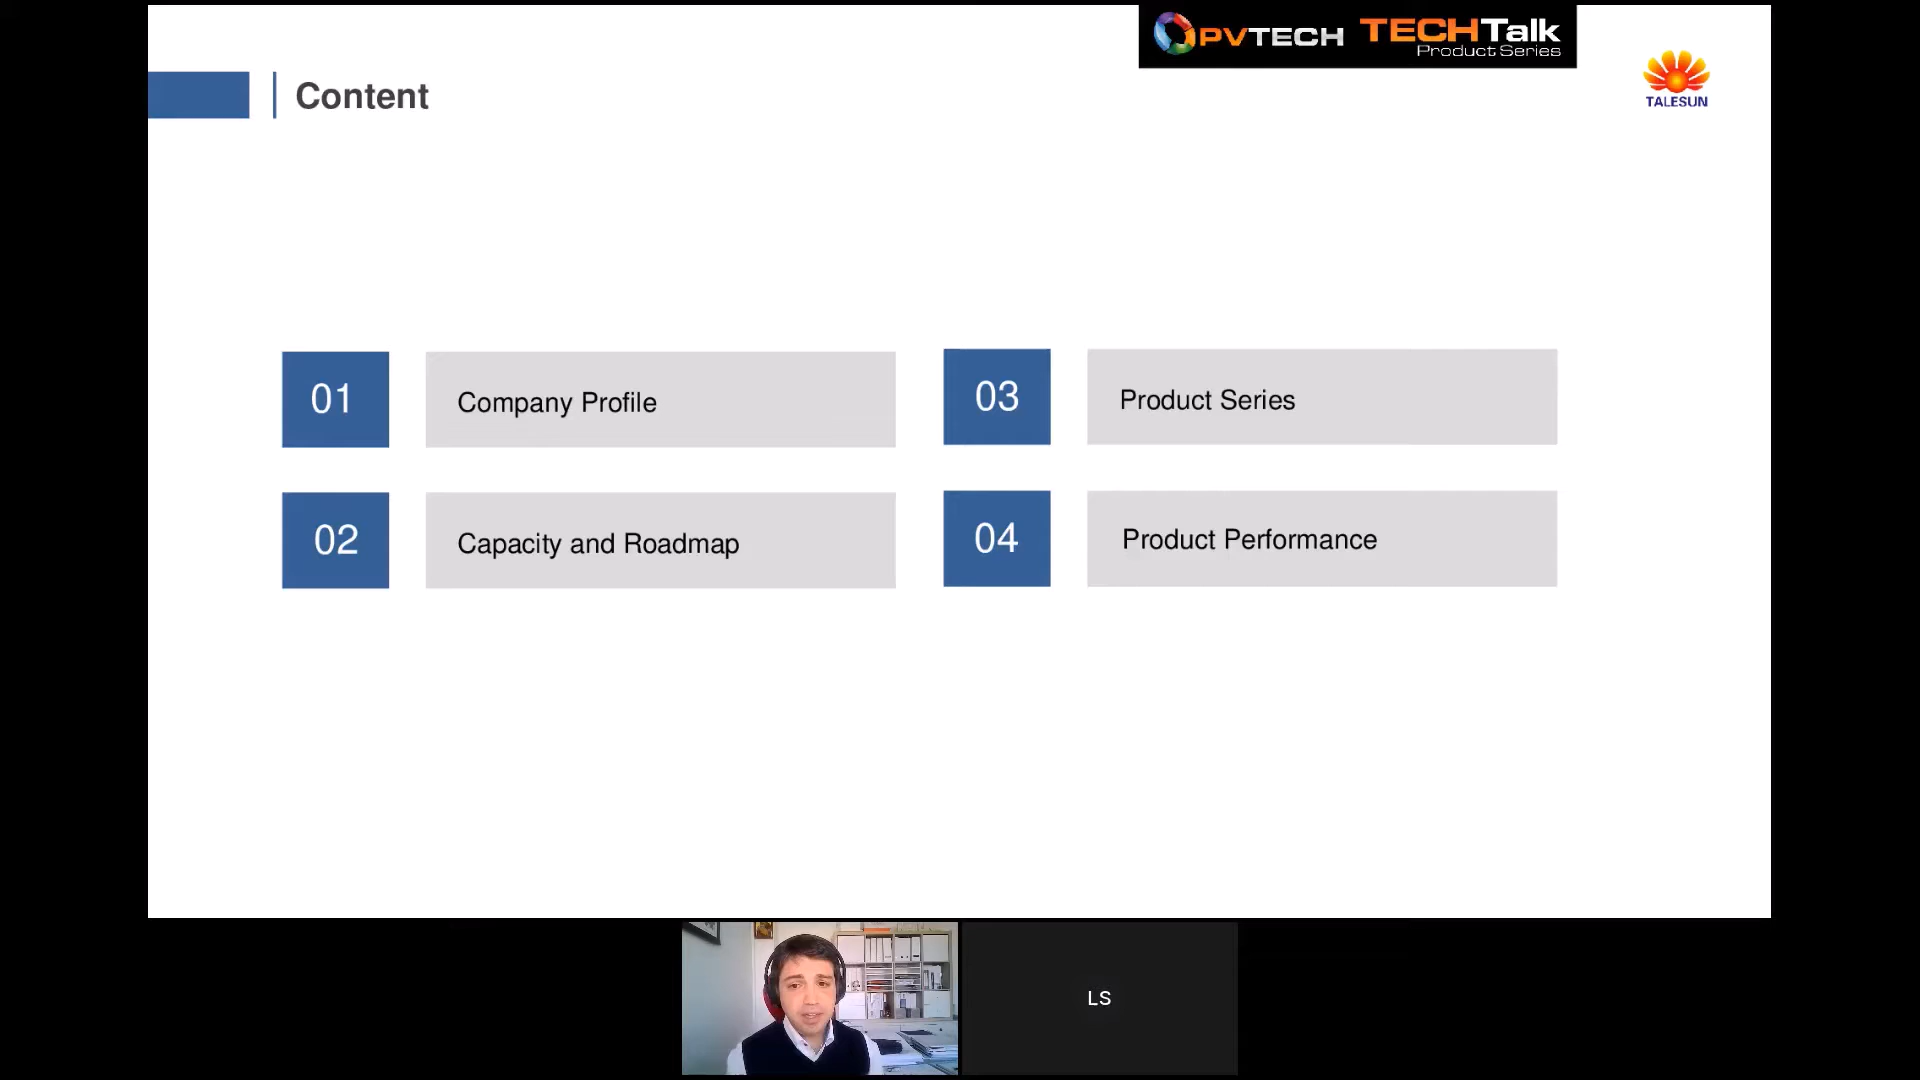 PVTECH TECHTalk
Product Series
TALESUN
Content
01 Company Profile
02 Capacity and Roadmap
03 Product Series
04 Product Performance
LS